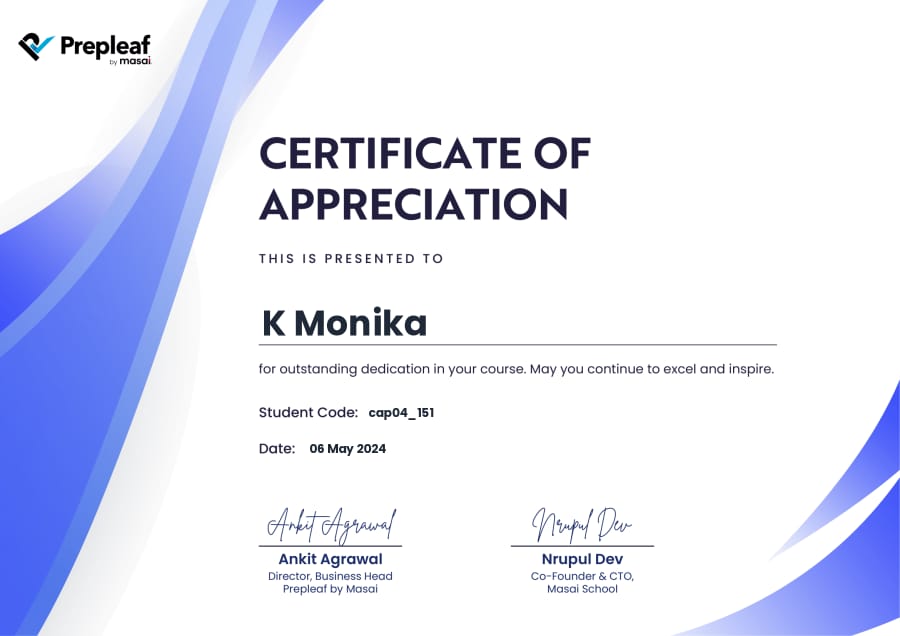 Prepleaf
by masai.
CERTIFICATE OF
APPRECIATION
THIS IS PRESENTED TO
K Monika
for outstanding dedication in your course. May you continue to excel and inspire.
Student Code: cap04_151
Date: 06 May 2024
Ankit Agrawal
Nrupul Dev
Ankit Agrawal
Director, Business Head
Prepleaf by Masai
Nrupul Dev
Co-Founder & CTO,
Masai School